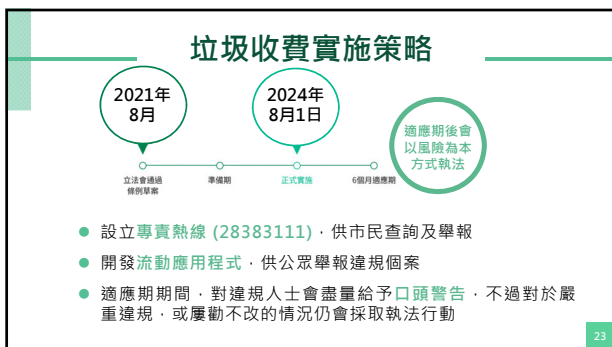 垃圾收費實施策略
2021年
8月
2024年
8月1日
適應期後會
以風險為本
方式執法
立法會通過
條例草案
準備期
正式實施
6個月適應期
設立專責熱線 (28383111)，供市民查詢及舉報
開發流動應用程式，供公眾舉報違規個案
適應期期間，對違規人士會盡量給予口頭警告，不過對於嚴
重違規，或屢勸不改的情況仍會採取執法行動
23